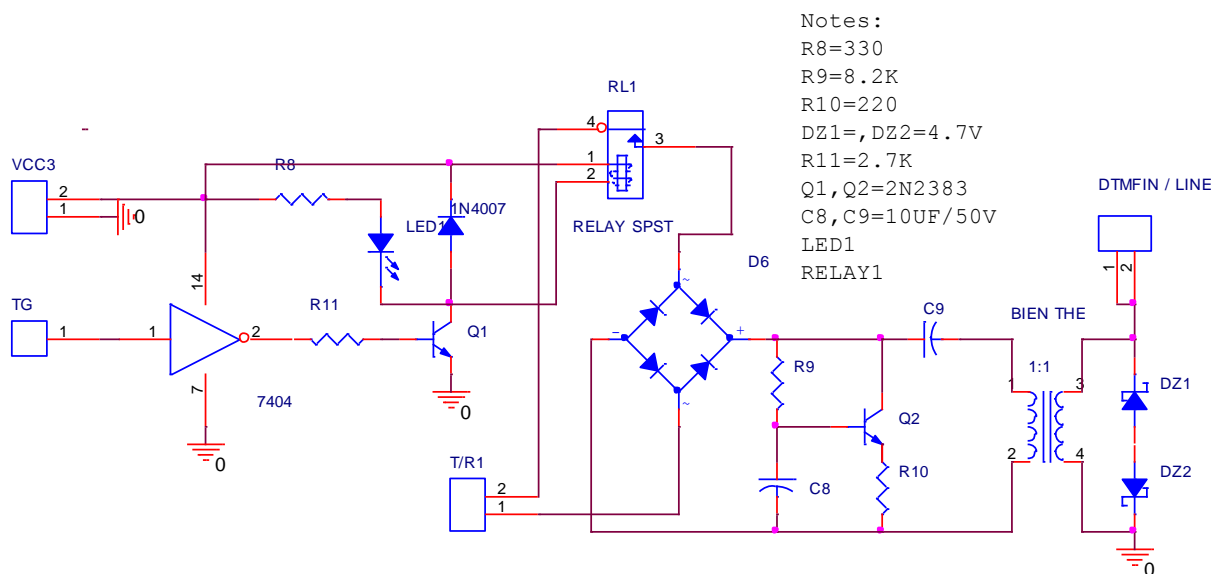 Notes:
R8=330
R9=8.2K
R10=220
DZ1=,DZ2=4.7V
R11=2.7K
Q1,Q2=2N2383
C8,C9=10UF/50V
LED1
RELAY1
RL1
4
3
1
2
RELAY SPST
VCC3
2
1
0
R8
LED1
1N4007
14
TG
1
1
2
7
7404
0
R11
Q1
0
T/R1
2
1
D6
~
-
+
~
R9
C8
Q2
R10
C9
BIEN THE
1:1
1
2
3
4
DTMFIN / LINE
1
2
DZ1
DZ2
0